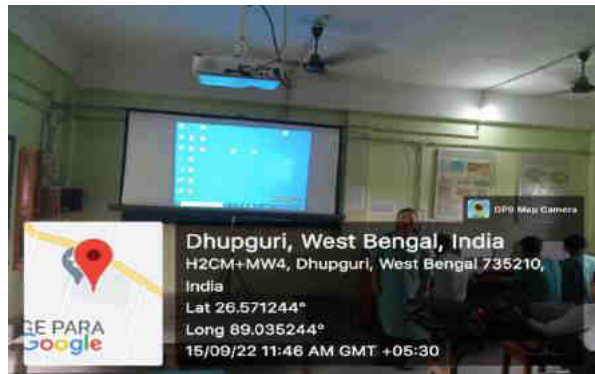 GPS Map Camera
Dhupguri, West Bengal, India
H2CM+MW4, Dhupguri, West Bengal 735210,
India
Lat 26.571244°
Long 89.035244°
15/09/22 11:46 AM GMT +05:30
GE PARA
Google